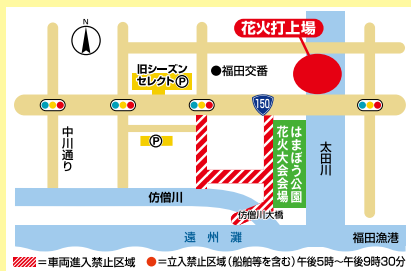 N
花火打上場
旧シーズン
セレクトP
●福田交番
150
中川通り
P
はまぼう公園
花火大会会場
太田川
仿僧川
仿僧川大橋
遠州灘
福田漁港
=車両進入禁止区域 ●=立入禁止区域(船舶等を含む)午後5時〜午後9時30分